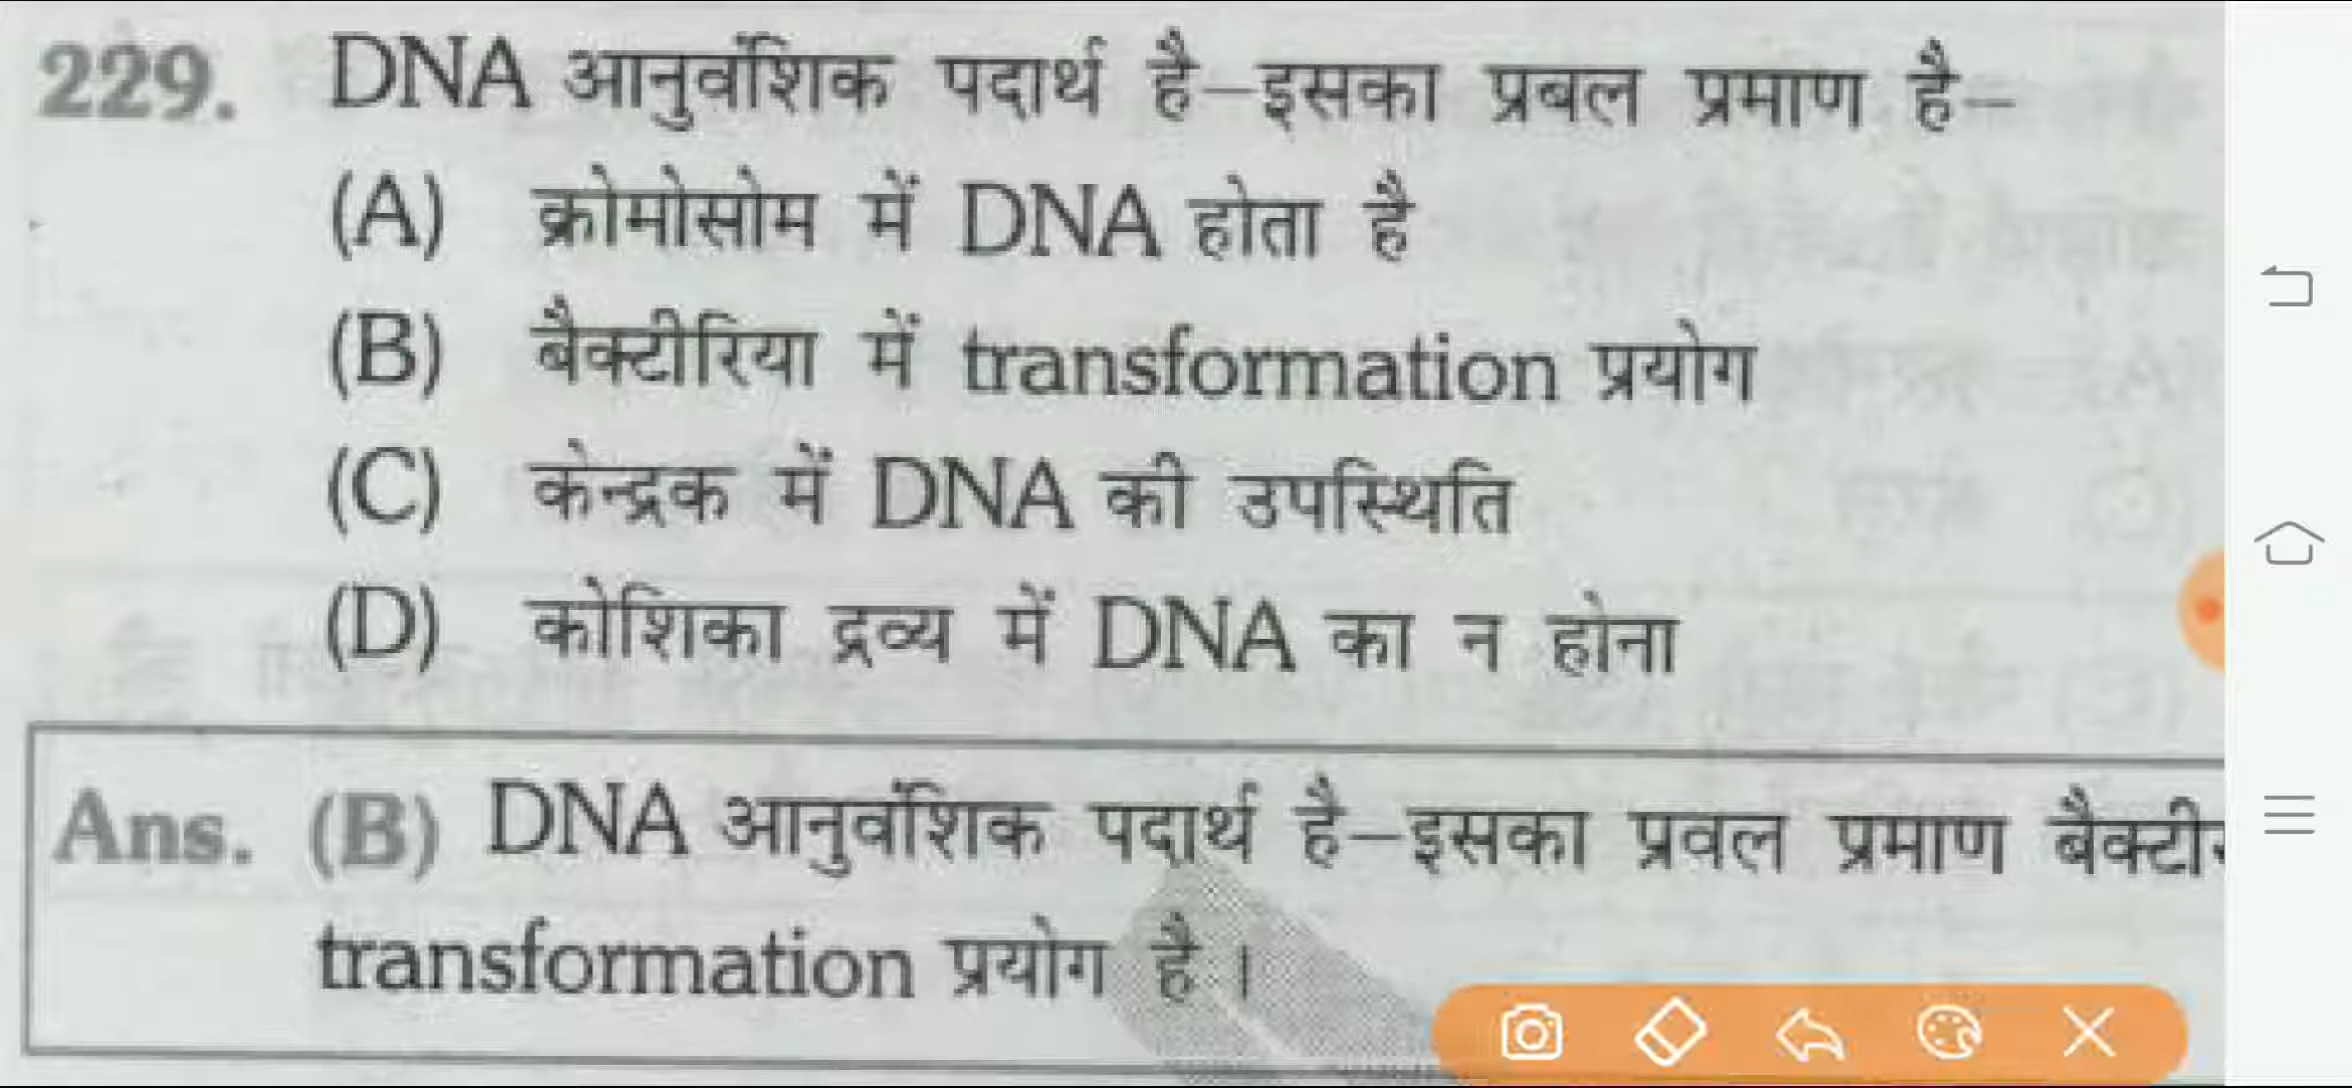 229. DNA आनुवंशिक पदार्थ है–इसका प्रबल प्रमाण है–
(A) क्रोमोसोम में DNA होता है
(B) बैक्टीरिया में transformation प्रयोग
(C) केन्द्रक में DNA की उपस्थिति
(D) कोशिका द्रव्य में DNA का न होना
Ans. (B) DNA आनुवंशिक पदार्थ है–इसका प्रवल प्रमाण
transformation प्रयोग है।